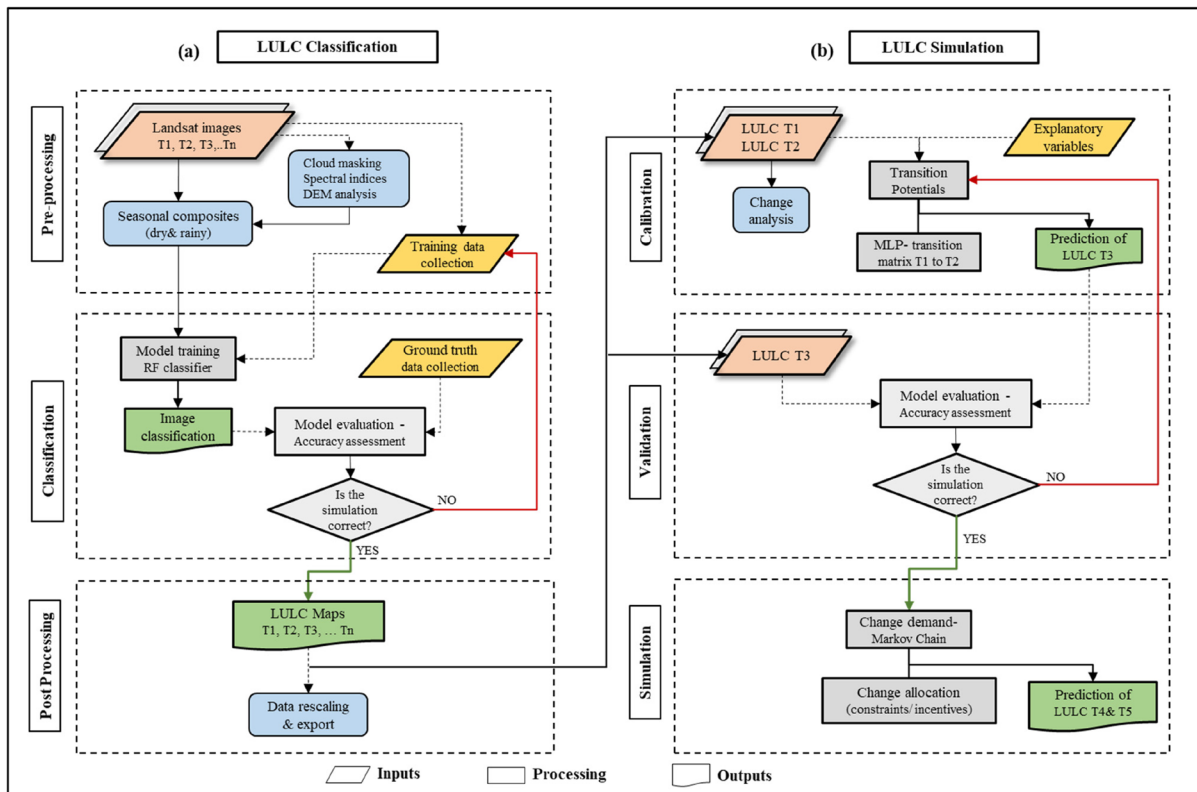 (a)
LULC Classification
Pre-processing
Landsat images
T1, T2, T3,..Tn
Cloud masking
Spectral indices
DEM analysis
Seasonal composites
(dry& rainy)
Training data
collection
Classification
Model training
RF classifier
Ground truth
data collection
Image
classification
Model evaluation -
Accuracy assessment
Is the
simulation
correct?
NO
YES
Post Processing
LULC Maps
T1, T2, T3, ... Tn
Data rescaling
& export
(b)
LULC Simulation
Calibration
LULC T1
LULC T2
Explanatory
variables
Transition
Potentials
Change
analysis
MLP- transition
matrix T1 to T2
Prediction of
LULC T3
Validation
LULC T3
Model evaluation -
Accuracy assessment
Is the
simulation
correct?
NO
YES
Simulation
Change demand-
Markov Chain
Change allocation
(constraints/ incentives)
Prediction of
LULC T4& T5
Inputs
Processing
Outputs